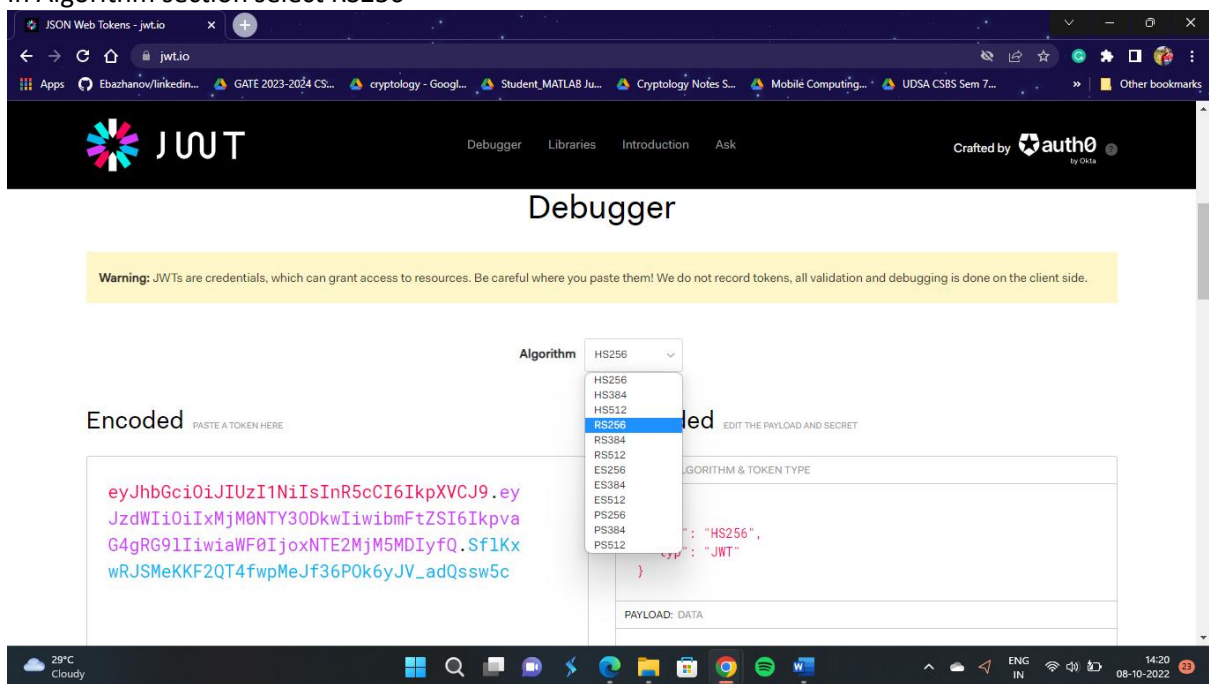 In Algorithm section select RS256
JSON Web Tokens - jwt.io
jwt.io
Apps
Ebazhanov/linkedin...
GATE 2023-2024 CS:..
cryptology - Googl...
Student_MATLAB Ju...
Cryptology Notes S...
Mobile Computing...
UDSA CSBS Sem 7...
»
Other bookmarks
JWT
Debugger
Libraries
Introduction
Ask
Crafted by auth0
by Okta
Debugger
Warning: JWTs are credentials, which can grant access to resources. Be careful where you paste them! We do not record tokens, all validation and debugging is done on the client side.
Algorithm
HS256
HS256
HS384
HS512
RS256
RS384
RS512
ES256
ES384
ES512
PS256
PS384
PS512
Encoded PASTE A TOKEN HERE
ed EDIT THE PAYLOAD AND SECRET
eyJhbGciOiJIUzI1NiIsInR5cCI6IkpXVCJ9.ey
JzdWIiOiIxMjM0NTY3ODkwIiwibmFtZSI6Ikpva
G4gRG9lIiwiaWF0IjoxNTE2MjM5MDIyfQ.SflKx
wRJSMeKKF2QT4fwpMeJf36POk6yJV_adQssw5c
LGORITHM & TOKEN TYPE
": "HS256",
"typ": "JWT"
}
PAYLOAD: DATA
29°C
Cloudy
ENG
IN
14:20
08-10-2022
23